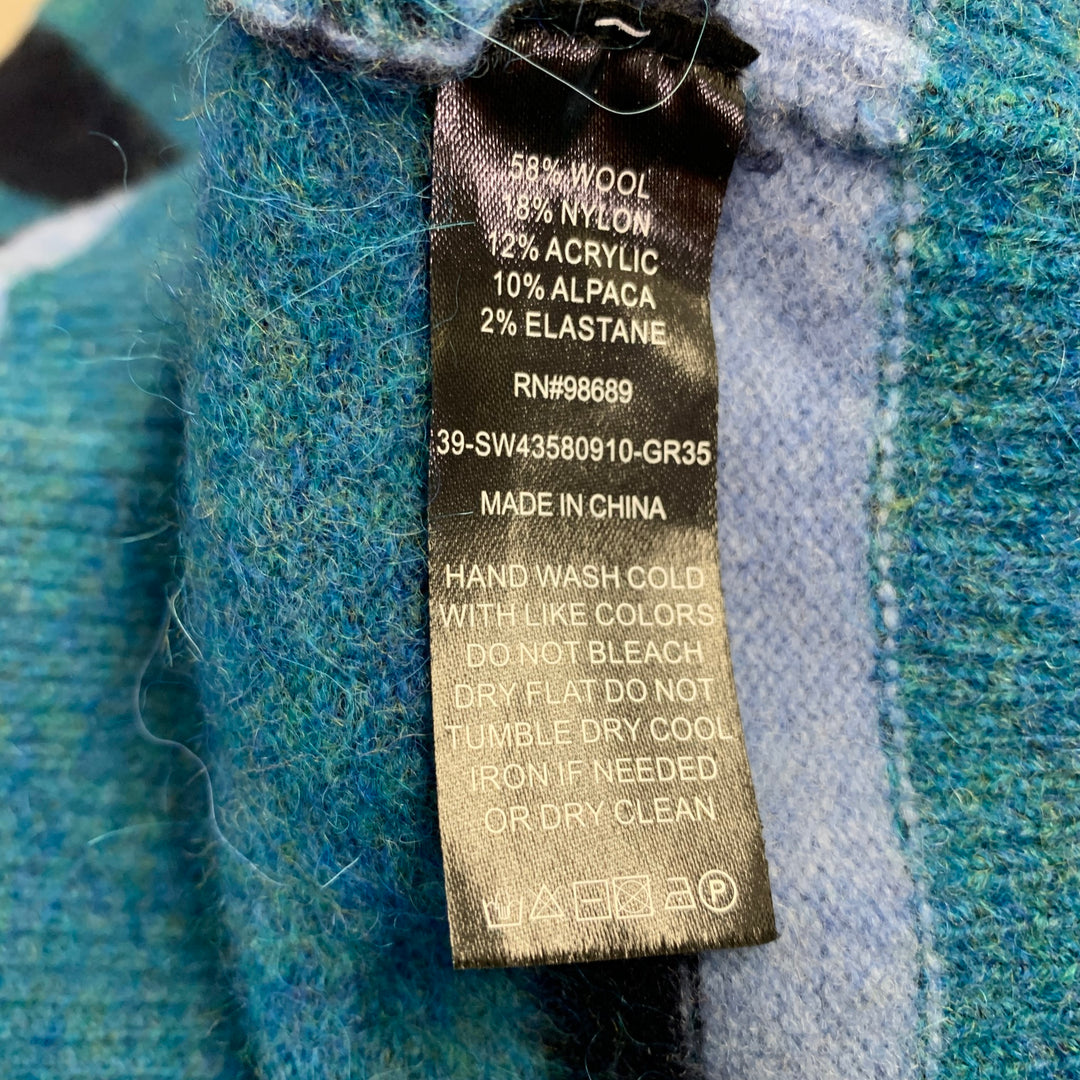 58% WOOL
18% NYLON
12% ACRYLIC
10% ALPACA
2% ELASTANE
RN#98689
39-SW43580910-GR35
MADE IN CHINA
HAND WASH COLD
WITH LIKE COLORS
DO NOT BLEACH
DRY FLAT DO NOT
TUMBLE DRY COOL
IRON IF NEEDED
OR DRY CLEAN
P